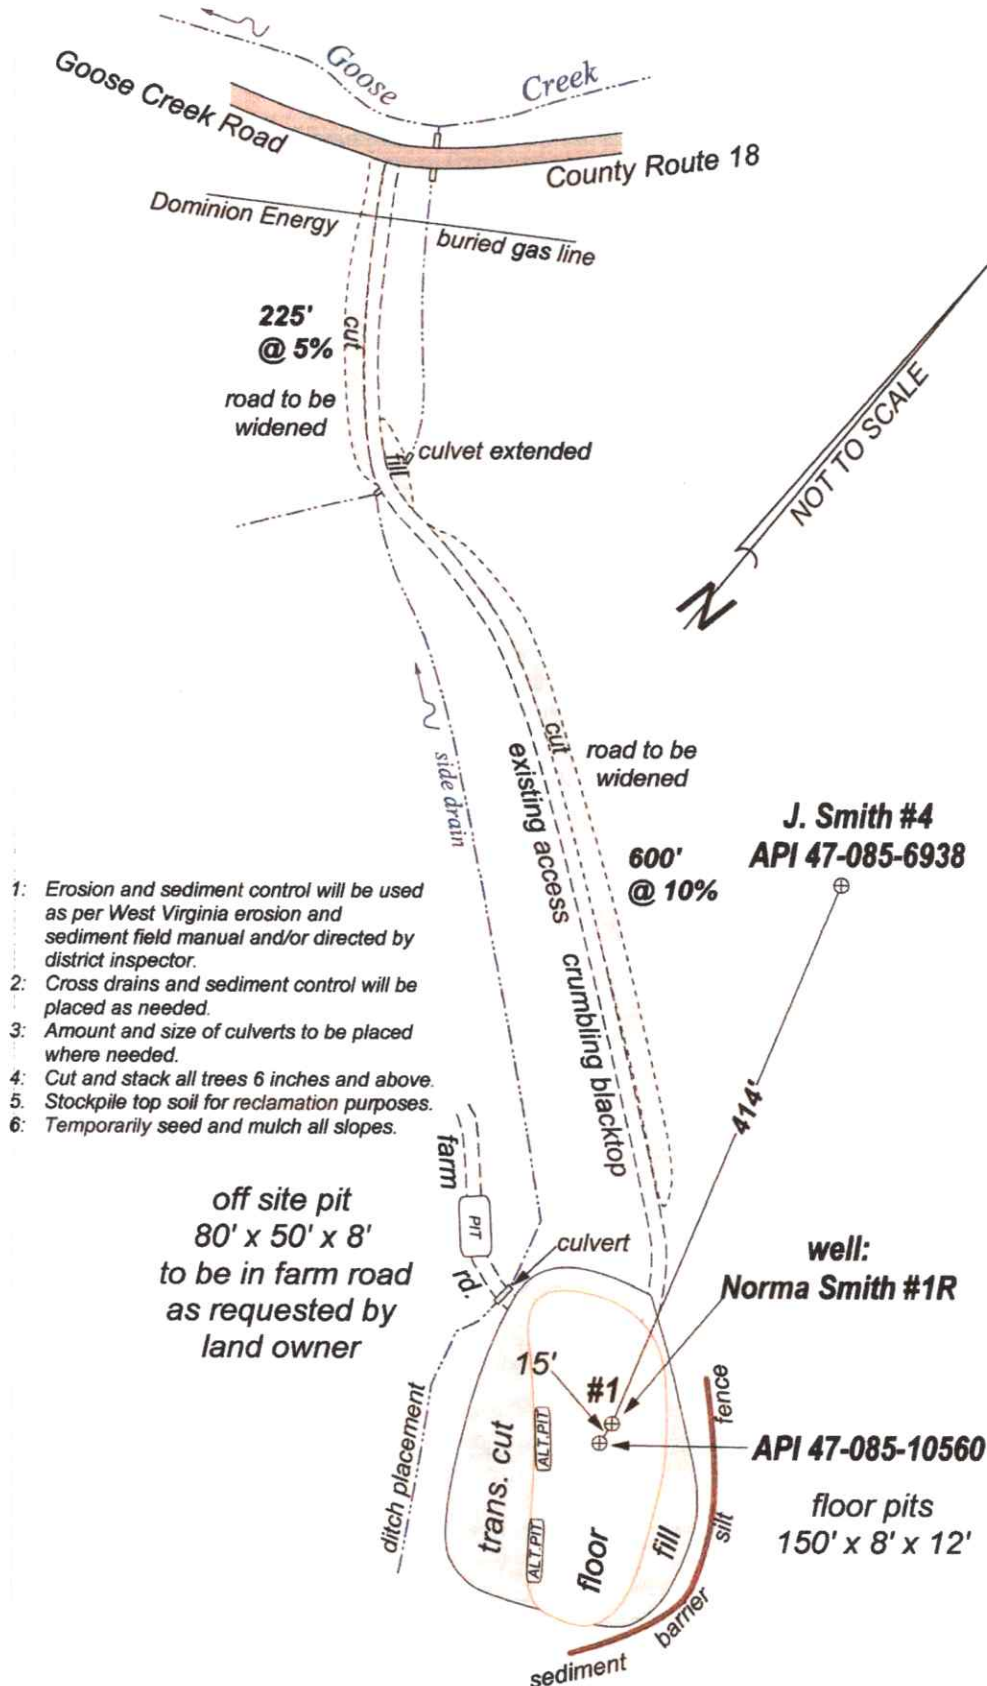 Goose Creek
Goose Creek Road
County Route 18
Dominion Energy
buried gas line
225'
@ 5%
cut
road to be
widened
fill
culvet extended
NOT TO SCALE
N
side drain
cut
road to be
widened
existing access crumbling blacktop
600'
@ 10%
J. Smith #4
API 47-085-6938
414'
1: Erosion and sediment control will be used
as per West Virginia erosion and
sediment field manual and/or directed by
district inspector.
2: Cross drains and sediment control will be
placed as needed.
3: Amount and size of culverts to be placed
where needed.
4: Cut and stack all trees 6 inches and above.
5. Stockpile top soil for reclamation purposes.
6: Temporarily seed and mulch all slopes.
farm
PIT
rd.
off site pit
80' x 50' x 8'
to be in farm road
as requested by
land owner
culvert
well:
Norma Smith #1R
15'
#1
API 47-085-10560
floor pits
150' x 8' x 12'
ditch placement
trans. cut
ALT.PIT
ALT.PIT
floor
fill
fence
silt
barrier
sediment